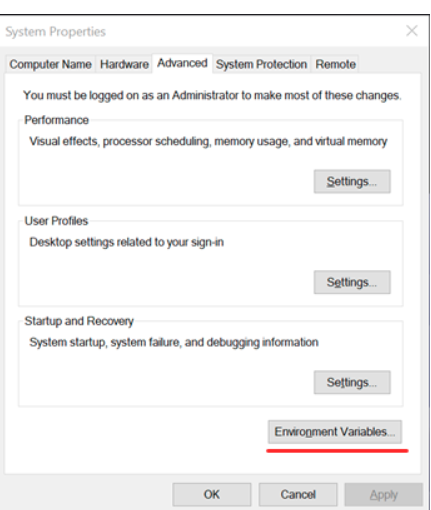 System Properties
Computer Name Hardware Advanced System Protection Remote
You must be logged on as an Administrator to make most of these changes.
Performance
Visual effects, processor scheduling, memory usage, and virtual memory
Settings...
User Profiles
Desktop settings related to your sign-in
Settings...
Startup and Recovery
System startup, system failure, and debugging information
Settings...
Environment Variables...
OK Cancel Apply